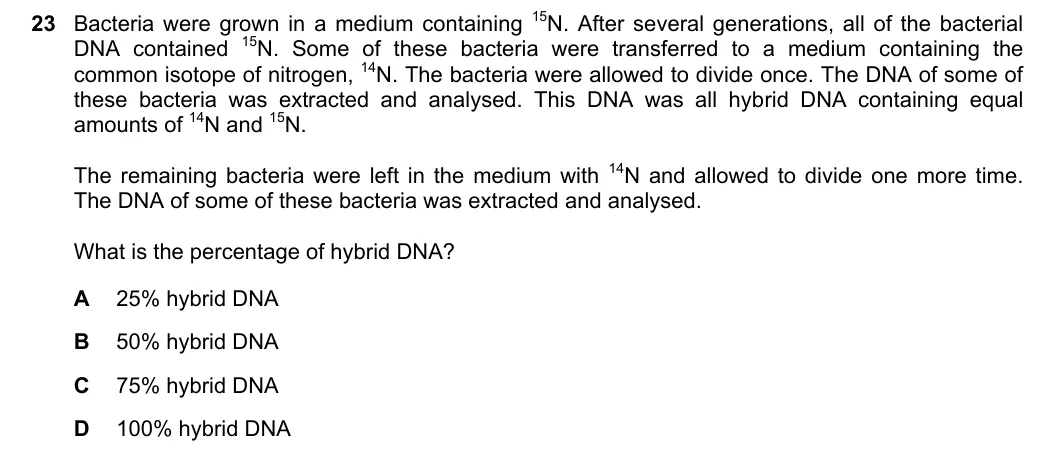 23 Bacteria were grown in a medium containing ¹⁵N. After several generations, all of the bacterial
DNA contained ¹⁵N. Some of these bacteria were transferred to a medium containing the
common isotope of nitrogen, ¹⁴N. The bacteria were allowed to divide once. The DNA of some of
these bacteria was extracted and analysed. This DNA was all hybrid DNA containing equal
amounts of ¹⁴N and ¹⁵N.
The remaining bacteria were left in the medium with ¹⁴N and allowed to divide one more time.
The DNA of some of these bacteria was extracted and analysed.
What is the percentage of hybrid DNA?
A 25% hybrid DNA
B 50% hybrid DNA
C 75% hybrid DNA
D 100% hybrid DNA